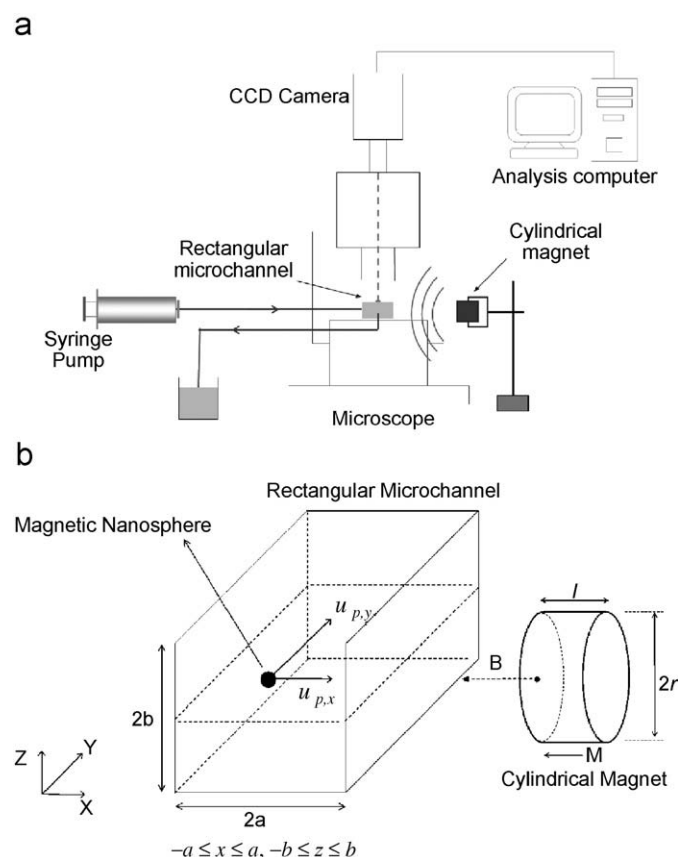 a
CCD Camera
Analysis computer
Rectangular
microchannel
Cylindrical
magnet
Syringe
Pump
Microscope
b
Rectangular Microchannel
Magnetic Nanosphere
u p,y
u p,x
l
B
2r
2b
M
Cylindrical Magnet
Z
Y
X
2a
−a ≤ x ≤ a, −b ≤ z ≤ b